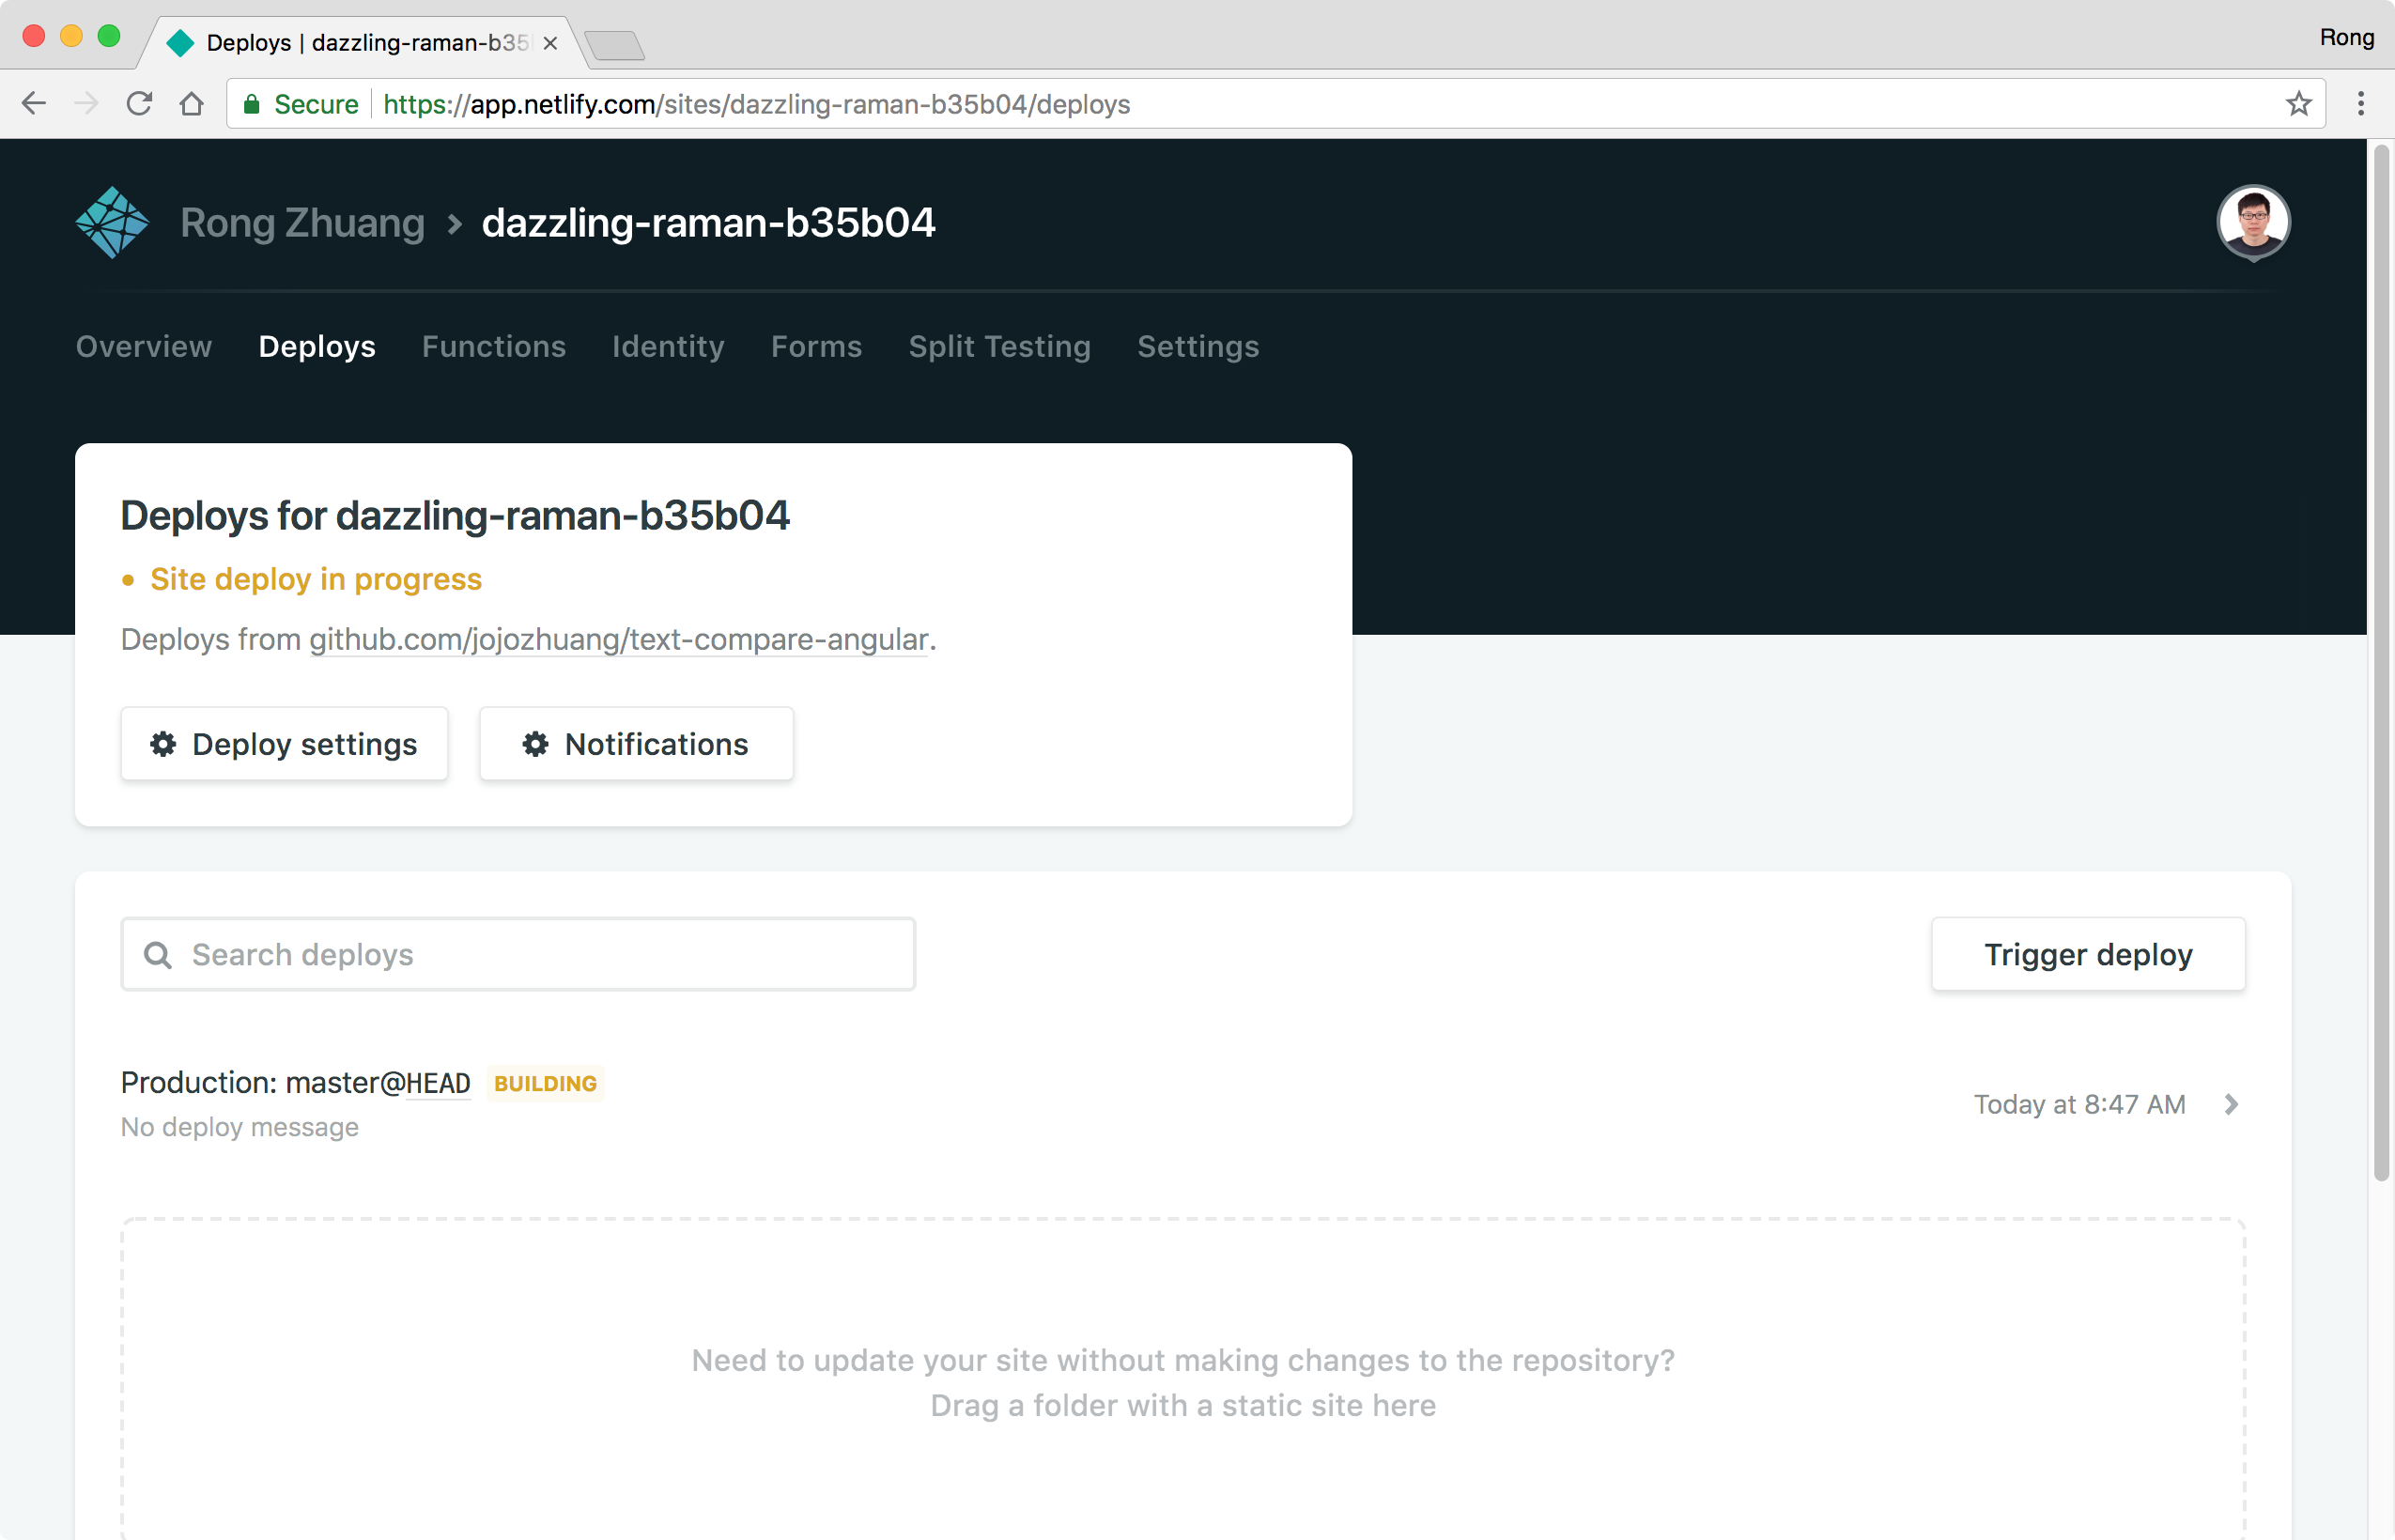 Deploys | dazzling-raman-b35
Rong
Secure https://app.netlify.com/sites/dazzling-raman-b35b04/deploys
Rong Zhuang > dazzling-raman-b35b04
Overview Deploys Functions Identity Forms Split Testing Settings
Deploys for dazzling-raman-b35b04
Site deploy in progress
Deploys from github.com/jojozhuang/text-compare-angular.
Deploy settings Notifications
Search deploys Trigger deploy
Production: master@HEAD BUILDING
Today at 8:47 AM
No deploy message
Need to update your site without making changes to the repository?
Drag a folder with a static site here